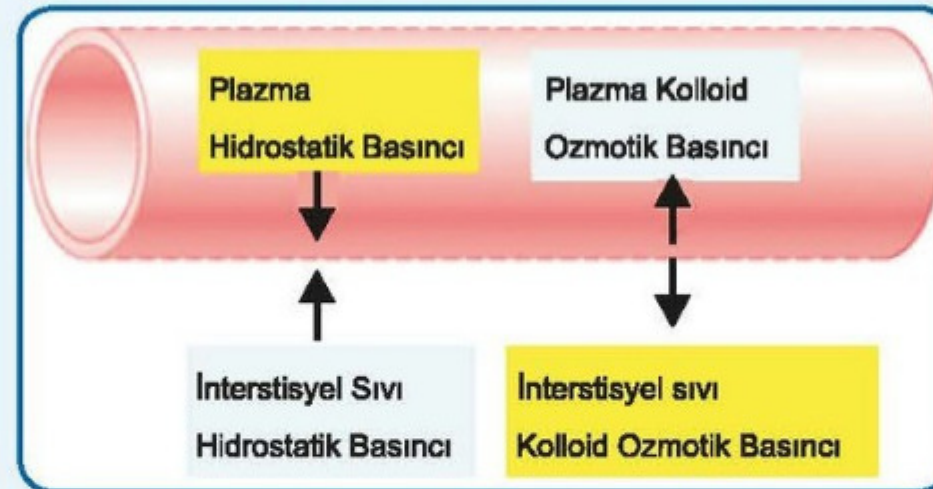 Plazma
Hidrostatik Basıncı
Plazma Kolloid
Ozmotik Basıncı
İnterstisyel Sıvı
Hidrostatik Basıncı
İnterstisyel sıvı
Kolloid Ozmotik Basıncı